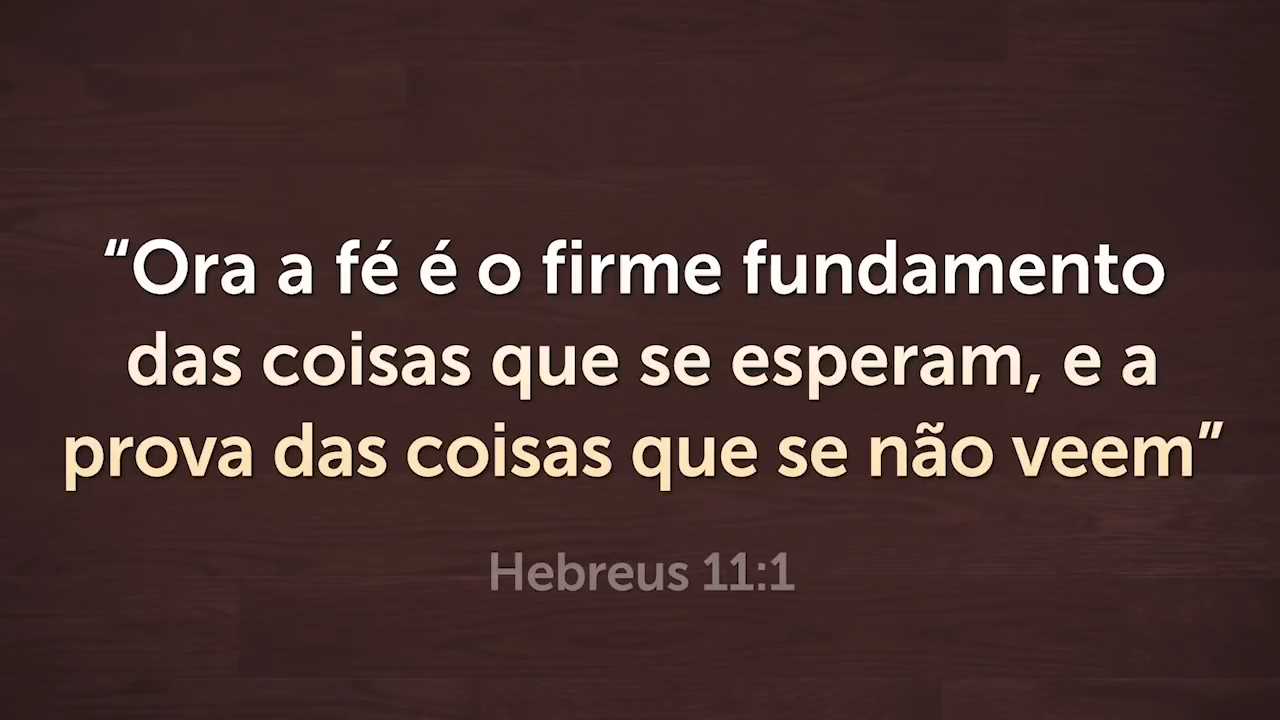 “Ora a fé é o firme fundamento
das coisas que se esperam, e a
prova das coisas que se não veem”
Hebreus 11:1